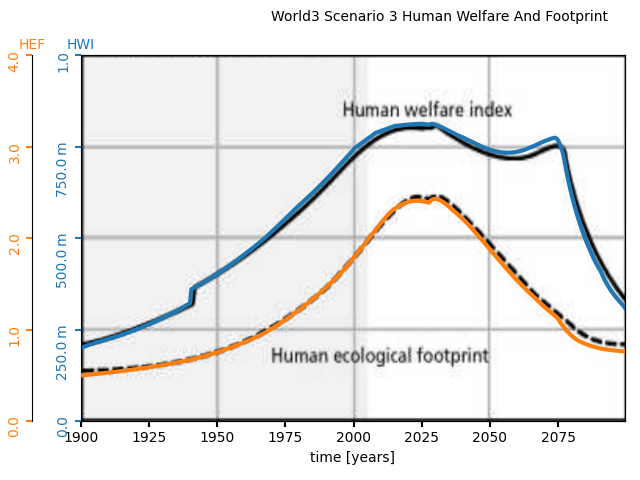 World3 Scenario 3 Human Welfare And Footprint
HEF HWI
4.0
3.0
2.0
1.0
0.0
1.0
750.0 m
500.0 m
250.0 m
0.0
Human welfare index
Human ecological footprint
1900 1925 1950 1975 2000 2025 2050 2075
time [years]